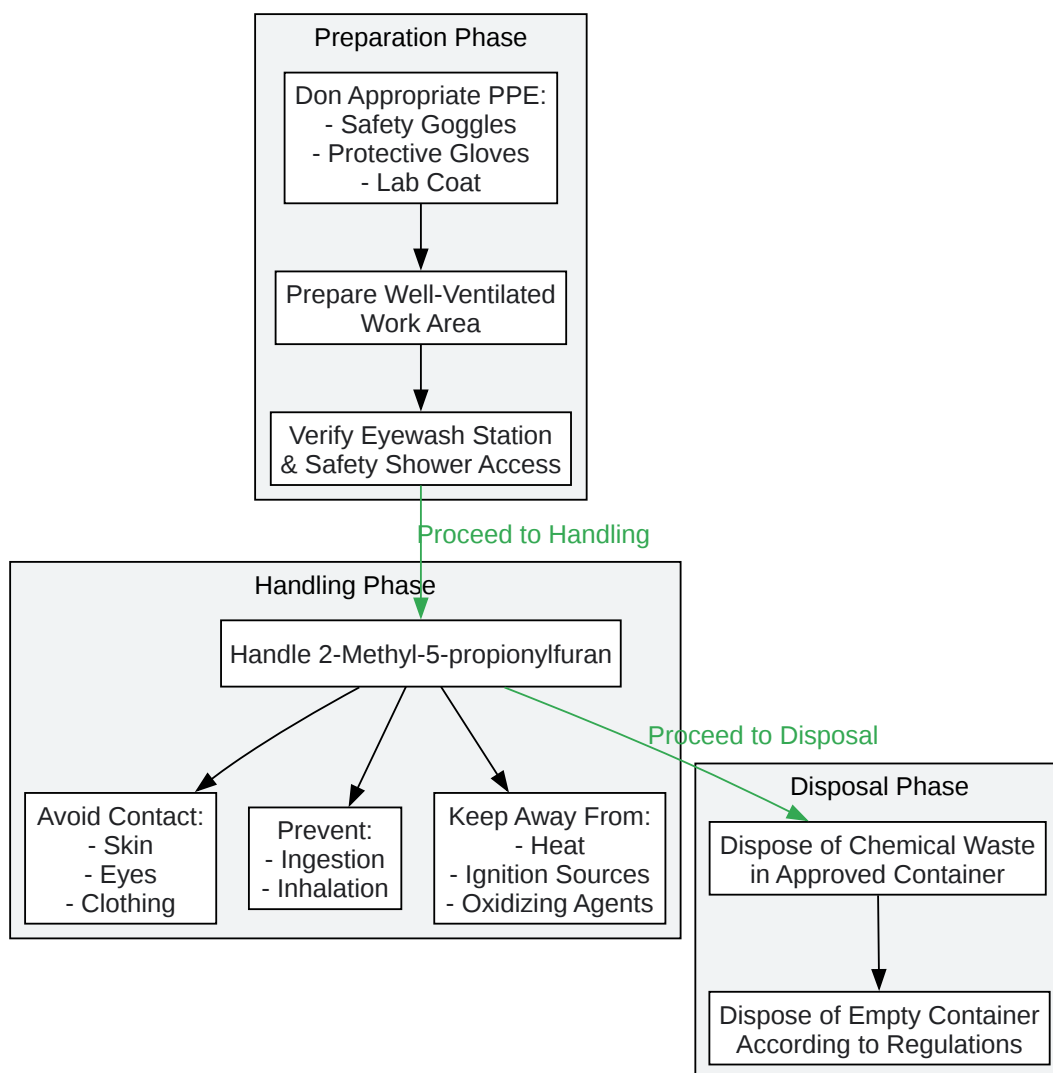 Preparation Phase
Don Appropriate PPE:
- Safety Goggles
- Protective Gloves
- Lab Coat
Prepare Well-Ventilated
Work Area
Verify Eyewash Station
& Safety Shower Access
Proceed to Handling
Handling Phase
Handle 2-Methyl-5-propionylfuran
Proceed to Disposal
Avoid Contact:
- Skin
- Eyes
- Clothing
Prevent:
- Ingestion
- Inhalation
Keep Away From:
- Heat
- Ignition Sources
- Oxidizing Agents
Disposal Phase
Dispose of Chemical Waste
in Approved Container
Dispose of Empty Container
According to Regulations